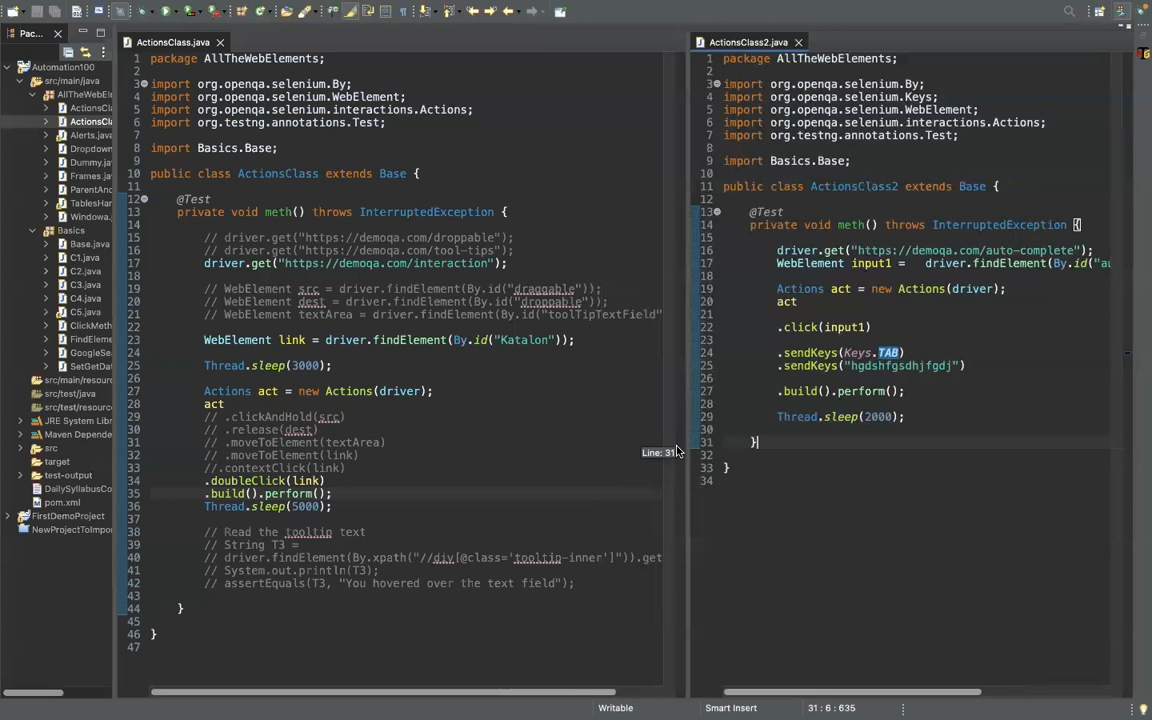 Pac...
ActionsClass.java
ActionsClass2.java
Automation100
src/main/java
AllTheWebEle
ActionsCla
ActionsCla
Alerts.java
Dropdown
Dummy.jav
Frames.java
ParentAnd
TablesHar
Windowa.
Basics
Base.java
C1.java
C2.java
C3.java
C4.java
C5.java
ClickMeth
FindEleme
GoogleSea
SetGetDat
src/main/resour
src/test/java
src/test/resourc
JRE System Libr
Maven Depende
src
target
test-output
DailySyllabusCo
pom.xml
FirstDemoProject
NewProjectToImpor
1 package AllTheWebElements;
2
3 import org.openqa.selenium.By;
4 import org.openqa.selenium.WebElement;
5 import org.openqa.selenium.interactions.Actions;
6 import org.testng.annotations.Test;
7
8 import Basics.Base;
9
10 public class ActionsClass extends Base {
11
12 @Test
13 private void meth() throws InterruptedException {
14
15 // driver.get("https://demoqa.com/droppable");
16 // driver.get("https://demoqa.com/tool-tips");
17 driver.get("https://demoqa.com/interaction");
18
19 // WebElement src = driver.findElement(By.id("draggable"));
20 // WebElement dest = driver.findElement(By.id("droppable"));
21 // WebElement textArea = driver.findElement(By.id("toolTipTextField"
22
23 WebElement link = driver.findElement(By.id("Katalon"));
24
25 Thread.sleep(3000);
26
27 Actions act = new Actions(driver);
28 act
29 // .clickAndHold(src)
30 // .release(dest)
31 // .moveToElement(textArea)
32 // .moveToElement(link)
33 //.contextClick(link)
34 .doubleClick(link)
35 .build().perform();
36 Thread.sleep(5000);
37
38 // Read the tooltip text
39 // String T3 =
40 // driver.findElement(By.xpath("//div[@class='tooltip-inner']")).get
41 // System.out.println(T3);
42 // assertEquals(T3, "You hovered over the text field");
43
44 }
45
46 }
47
Line: 31
1 package AllTheWebElements;
2
3 import org.openqa.selenium.By;
4 import org.openqa.selenium.Keys;
5 import org.openqa.selenium.WebElement;
6 import org.openqa.selenium.interactions.Actions;
7 import org.testng.annotations.Test;
8
9 import Basics.Base;
10
11 public class ActionsClass2 extends Base {
12
13 @Test
14 private void meth() throws InterruptedException {
15
16 driver.get("https://demoqa.com/auto-complete");
17 WebElement input1 = driver.findElement(By.id("au
18
19 Actions act = new Actions(driver);
20 act
21
22 .click(input1)
23
24 .sendKeys(Keys.TAB)
25 .sendKeys("hgdshfgsdhjfgdj")
26
27 .build().perform();
28
29 Thread.sleep(2000);
30
31 }
32
33 }
34
Writable
Smart Insert
31 : 6 : 635